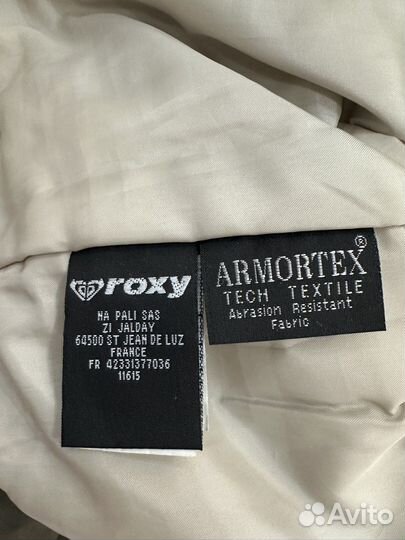 roxy
NA PALI SAS
ZI JALDAY
64500 ST JEAN DE LUZ
FRANCE
FR 42331377036
11615
ARMORTEX®
TECH TEXTILE
Abrasion Resistant
Fabric
Avito